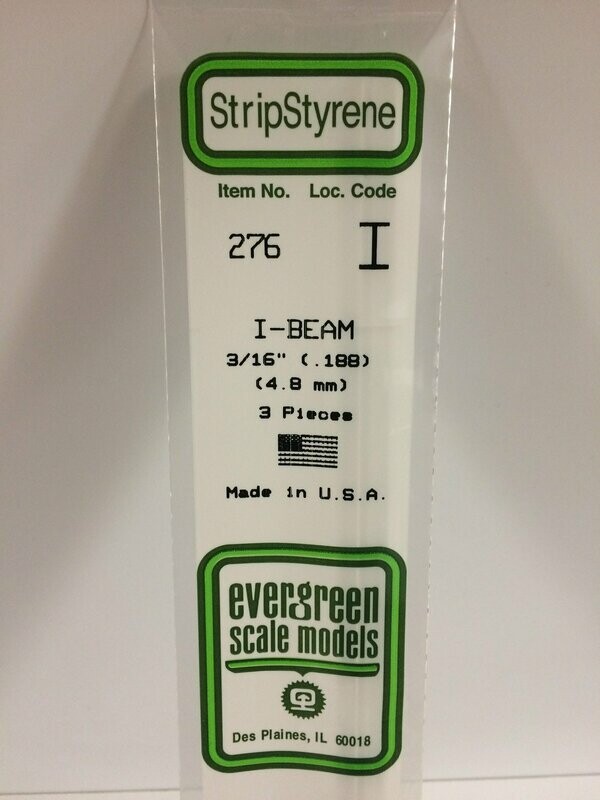 StripStyrene
Item No. Loc. Code
276 I
I-BEAM
3/16" (.188)
(4.8 mm)
3 Pieces
Made in U.S.A.
evergreen
scale models
Des Plaines, IL 60018